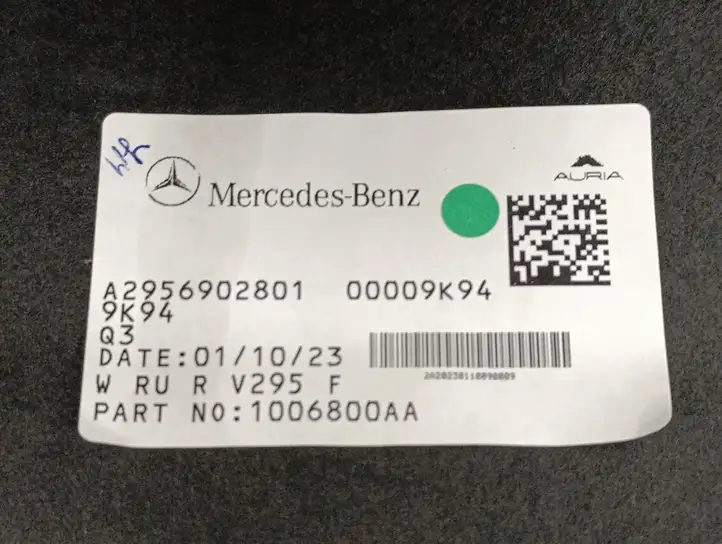 Mercedes-Benz
AURIA
A2956902801 00009K94
9K94
Q3
DATE:01/10/23
W RU R V295 F
PART NO:1006800AA